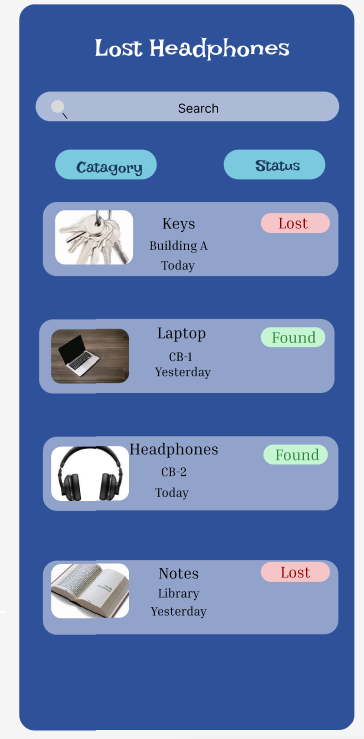 Lost Headphones
Search
Catagory
Status
Keys
Lost
Building A
Today
Laptop
Found
CB-1
Yesterday
Headphones
Found
CB-2
Today
Notes
Lost
Library
Yesterday